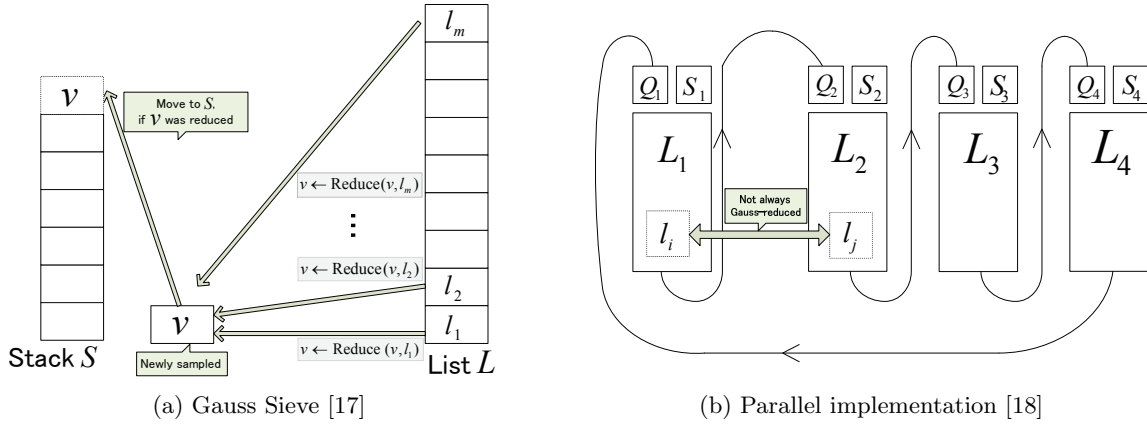 l_m
v
Move to S,
if v was reduced
v ← Reduce(v, l_m)
⋮
v ← Reduce(v, l_2)
l_2
v
l_1
Newly sampled
v ← Reduce (v, l_1)
Stack S
List L
(a) Gauss Sieve [17]
Q_1 S_1 Q_2 S_2 Q_3 S_3 Q_4 S_4
L_1 L_2 L_3 L_4
Not always
Gauss-reduced
l_i l_j
(b) Parallel implementation [18]